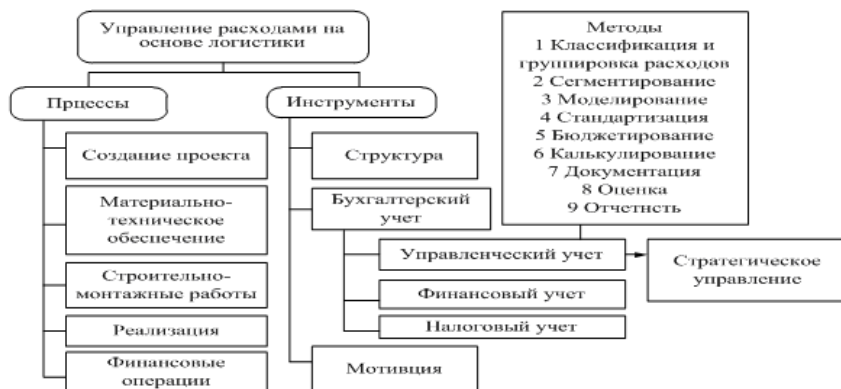 Управление расходами на
основе логистики
Прцессы
Инструменты
Создание проекта
Материально-
техническое
обеспечение
Строительно-
монтажные работы
Реализация
Финансовые
операции
Структура
Бухгалтерский
учет
Управленческий учет
Финансовый учет
Налоговый учет
Мотивция
Методы
1 Классификация и
группировка расходов
2 Сегментирование
3 Моделирование
4 Стандартизация
5 Бюджетирование
6 Калькулирование
7 Документация
8 Оценка
9 Отчетнсть
Стратегическое
управление